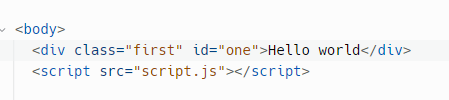 <body>
<div class="first" id="one">Hello world</div>
<script src="script.js"></script>